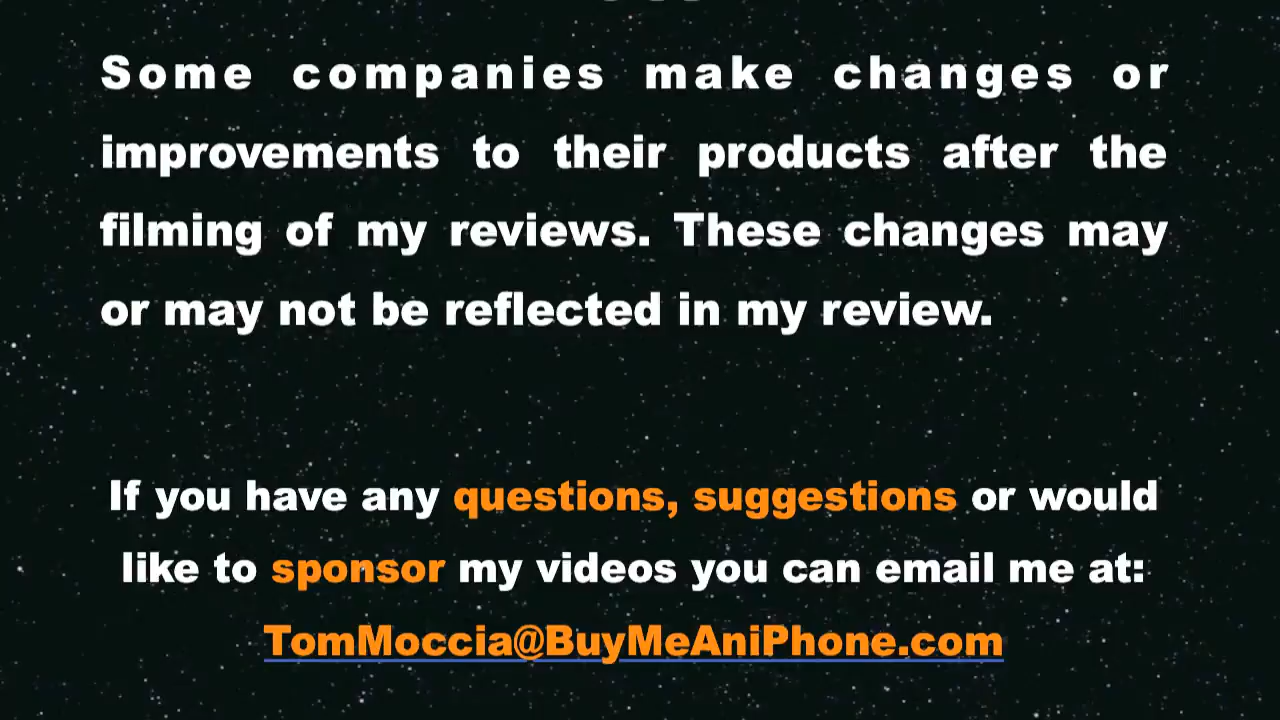 Some companies make changes or
improvements to their products after the
filming of my reviews. These changes may
or may not be reflected in my review.
If you have any questions, suggestions or would
like to sponsor my videos you can email me at:
TomMoccia@BuyMeAniPhone.com